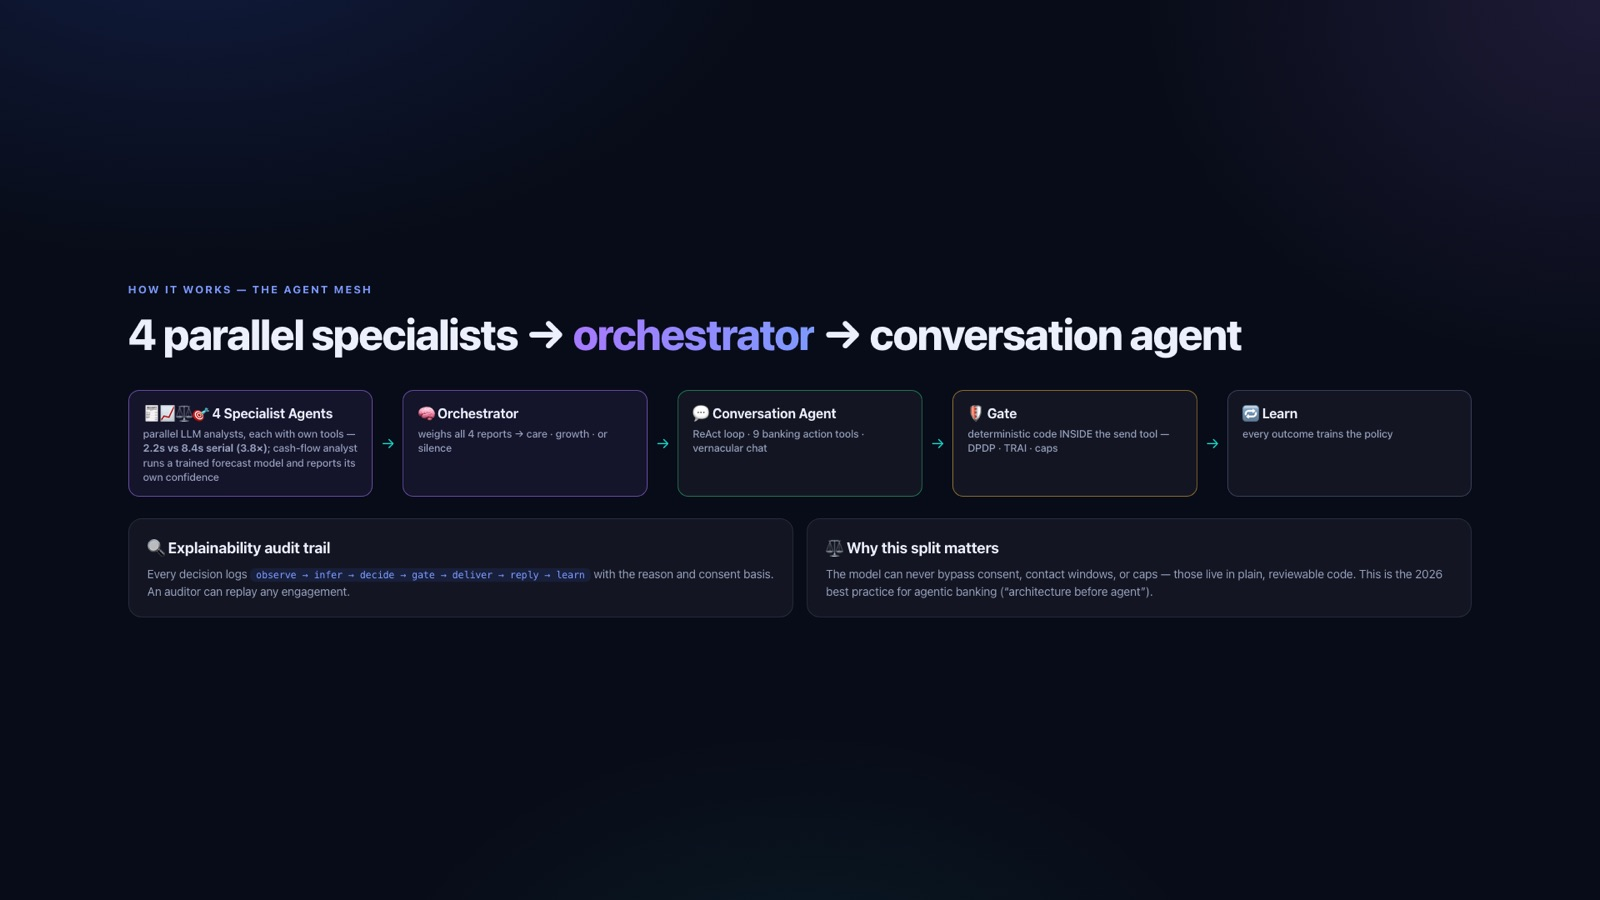 HOW IT WORKS — THE AGENT MESH
4 parallel specialists → orchestrator → conversation agent
4 Specialist Agents
parallel LLM analysts, each with own tools —
2.2s vs 8.4s serial (3.8×); cash-flow analyst
runs a trained forecast model and reports its
own confidence
→
Orchestrator
weighs all 4 reports → care · growth · or
silence
→
Conversation Agent
ReAct loop · 9 banking action tools ·
vernacular chat
→
Gate
deterministic code INSIDE the send tool —
DPDP · TRAI · caps
→
Learn
every outcome trains the policy
Explainability audit trail
Every decision logs observe → infer → decide → gate → deliver → reply → learn with the reason and consent basis.
An auditor can replay any engagement.
Why this split matters
The model can never bypass consent, contact windows, or caps — those live in plain, reviewable code. This is the 2026
best practice for agentic banking (“architecture before agent”).